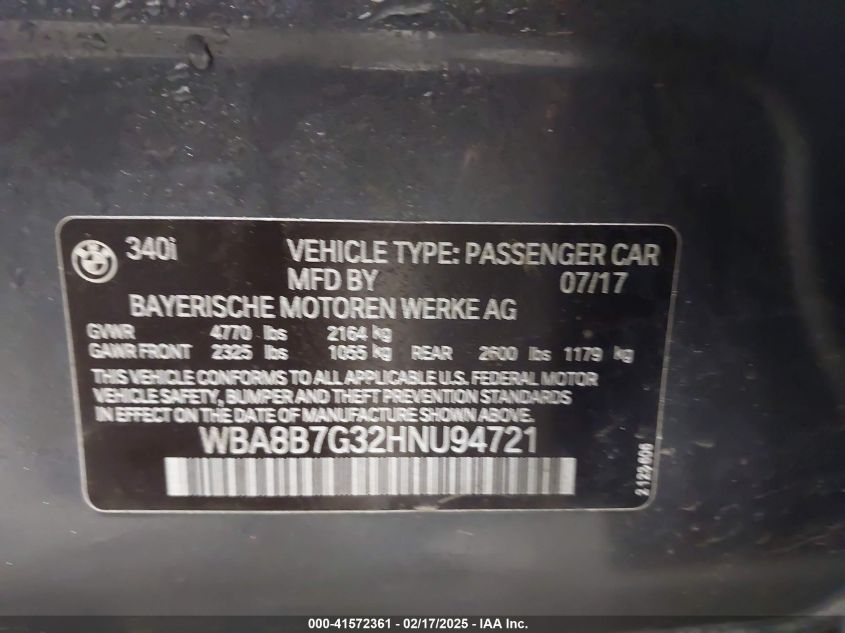 340i VEHICLE TYPE: PASSENGER CAR
MFD BY 07/17
BAYERISCHE MOTOREN WERKE AG
GVWR 4770 lbs 2164 kg
GAWR FRONT 2325 lbs 1055 kg REAR 2600 lbs 1179 kg
THIS VEHICLE CONFORMS TO ALL APPLICABLE U.S. FEDERAL MOTOR
VEHICLE SAFETY, BUMPER AND THEFT PREVENTION STANDARDS
IN EFFECT ON THE DATE OF MANUFACTURE SHOWN ABOVE.
WBA8B7G32HNU94721
000-41572361 - 02/17/2025 - IAA Inc.